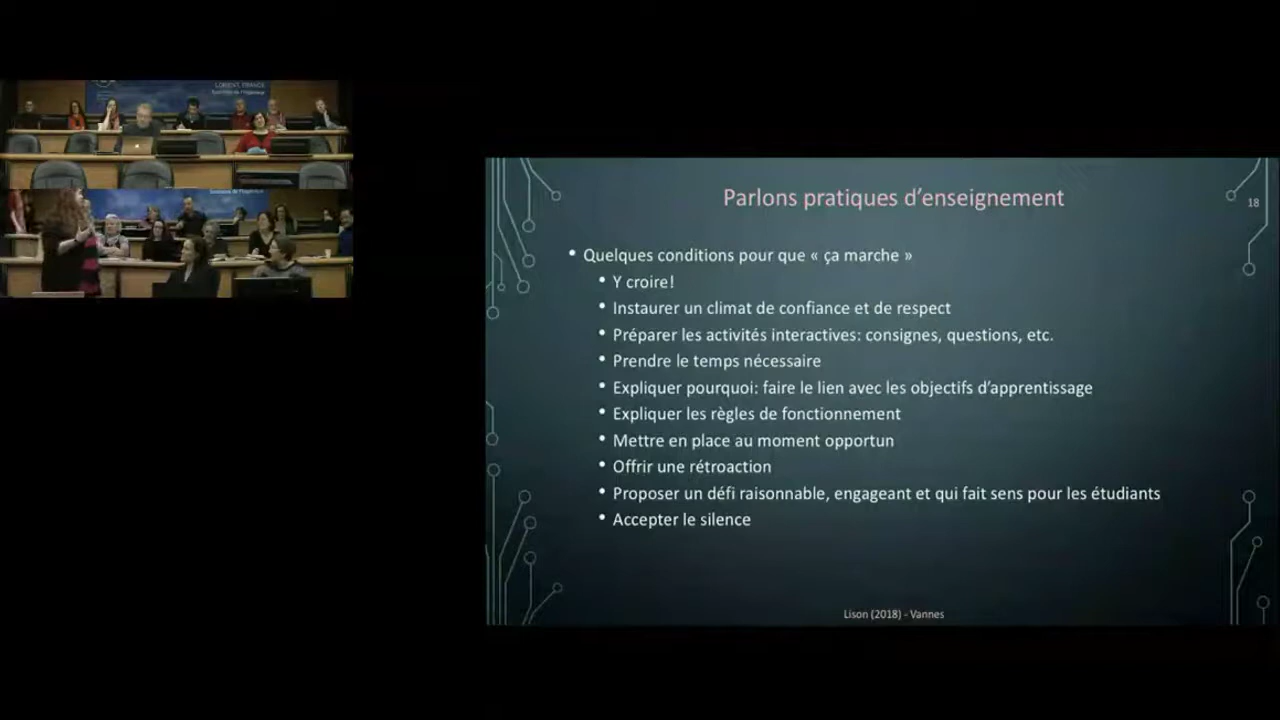 LORIENT, FRANCE
Parlons pratiques d'enseignement
18
• Quelques conditions pour que « ça marche »
• Y croire!
• Instaurer un climat de confiance et de respect
• Préparer les activités interactives: consignes, questions, etc.
• Prendre le temps nécessaire
• Expliquer pourquoi: faire le lien avec les objectifs d'apprentissage
• Expliquer les règles de fonctionnement
• Mettre en place au moment opportun
• Offrir une rétroaction
• Proposer un défi raisonnable, engageant et qui fait sens pour les étudiants
• Accepter le silence
Lison (2018) - Vannes